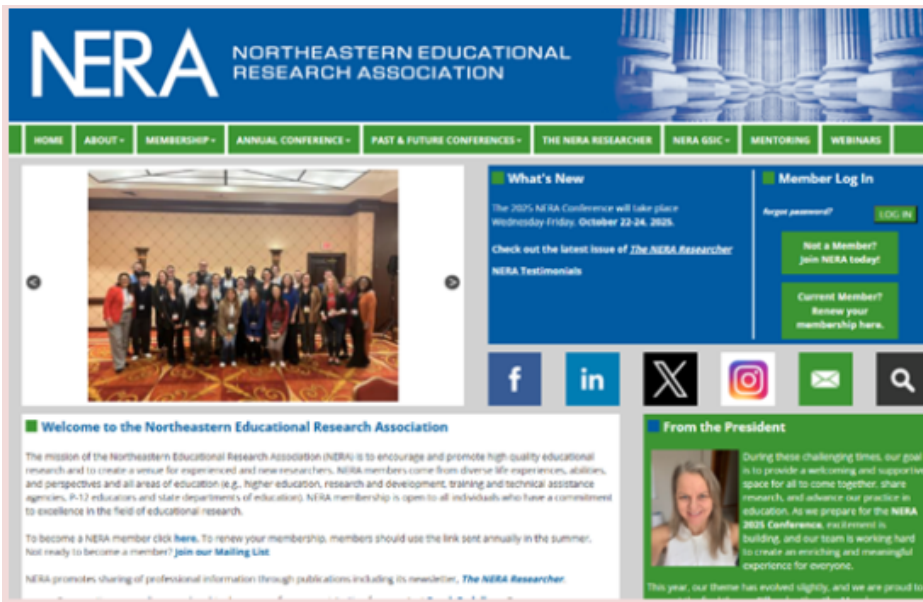 NERA
NORTHEASTERN EDUCATIONAL
RESEARCH ASSOCIATION
HOME
ABOUT
MEMBERSHIP
ANNUAL CONFERENCE
PAST & FUTURE CONFERENCES
THE NERA RESEARCHER
NERA GSIC
MENTORING
WEBINARS
What's New
The 2025 NERA Conference will take place
Wednesday-Friday, October 22-24, 2025.
Check out the latest issue of The NERA Researcher
NERA Testimonials
Member Log In
forgot password?
LOG IN
Not a Member?
Join NERA today!
Current Member?
Renew your
membership here.
f
in
X
Welcome to the Northeastern Educational Research Association
The mission of the Northeastern Educational Research Association (NERA) is to encourage and promote high quality educational
research and to create a venue for experienced and new researchers. NERA members come from diverse life experiences, abilities,
and perspectives and all areas of education (e.g., higher education, research and development, training and technical assistance
agencies, P-12 educators and state departments of education). NERA membership is open to all individuals who have a commitment
to excellence in the field of educational research.
To become a NERA member click here. To renew your membership, members should use the link sent annually in the summer.
Not ready to become a member? Join our Mailing List
NERA promotes sharing of professional information through publications including its newsletter, The NERA Researcher.
From the President
During these challenging times, our goal
is to provide a welcoming and supportive
space for all to come together, share
research, and advance our practice in
education. As we prepare for the NERA
2025 Conference, excitement is
building, and our team is working hard
to create an enriching and meaningful
experience for everyone.
This year, our theme has evolved slightly, and we are proud to